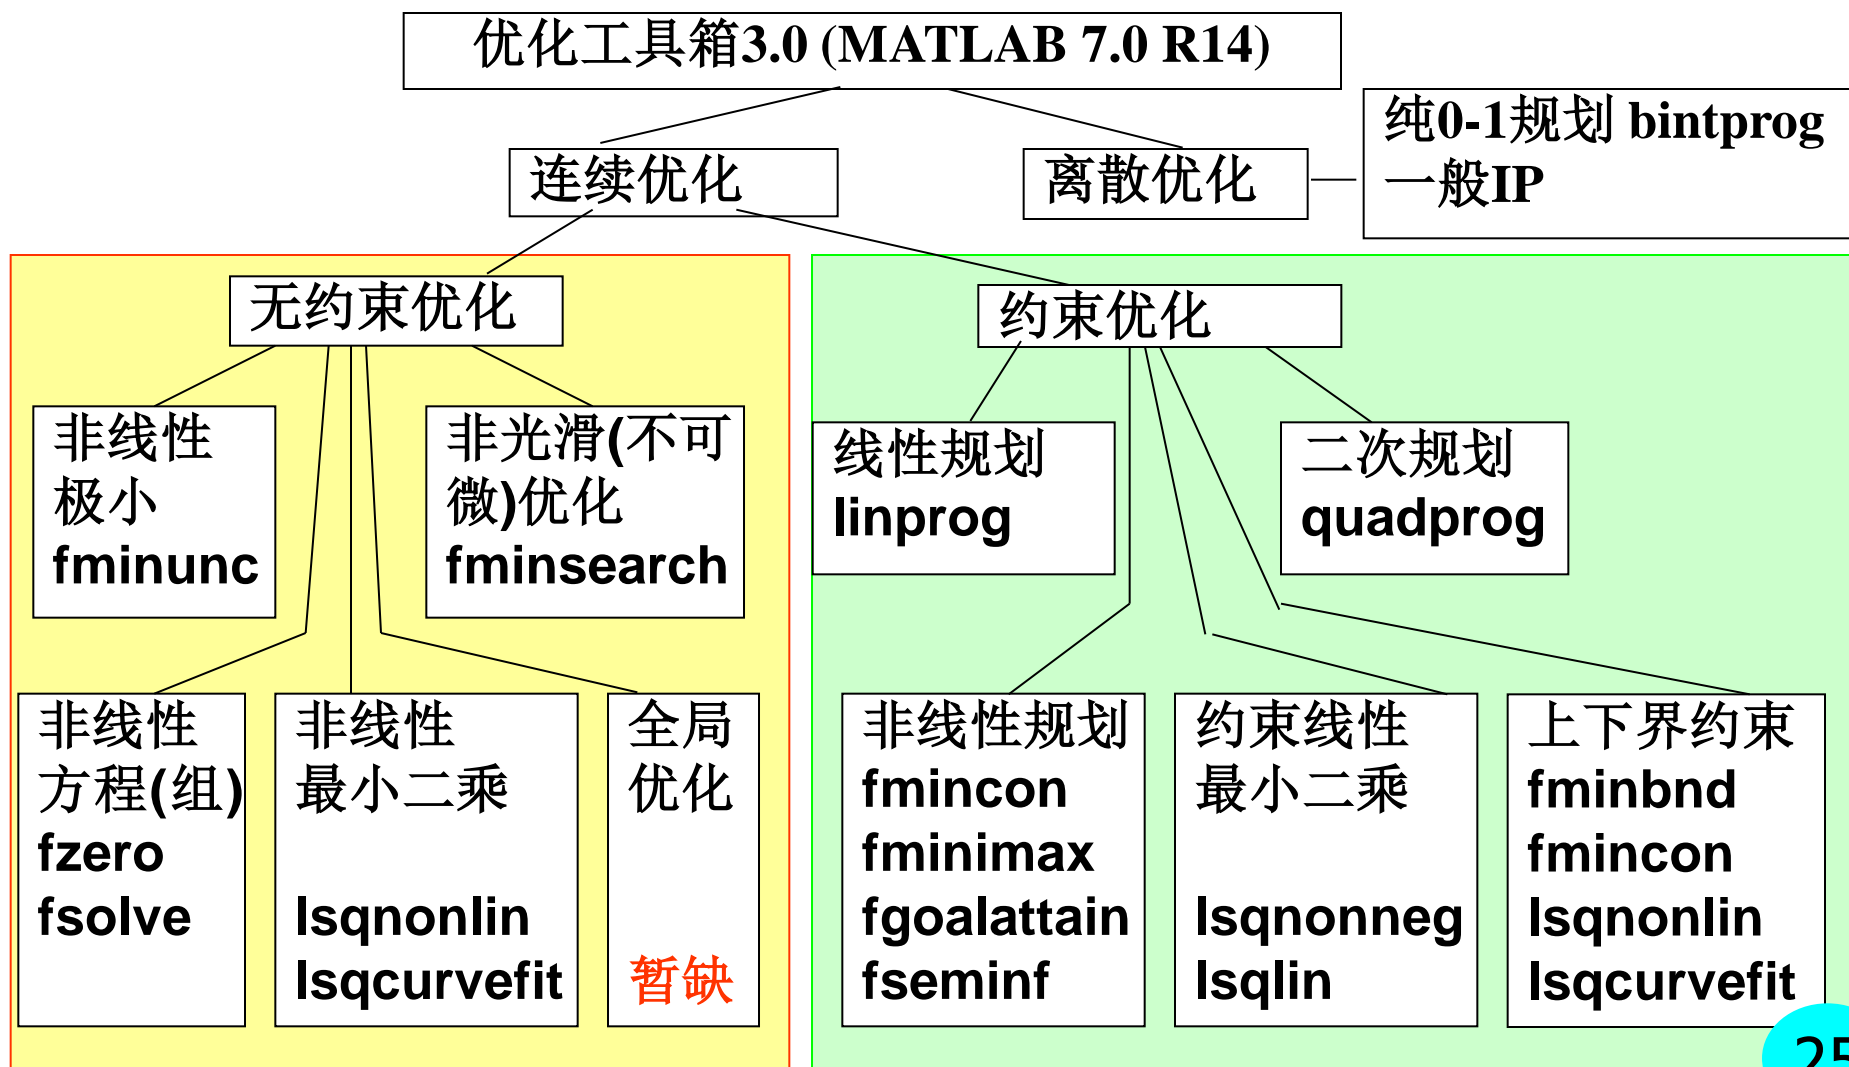 优化工具箱3.0 (MATLAB 7.0 R14)
纯0-1规划 bintprog
一般IP
连续优化
离散优化
无约束优化
约束优化
非线性
极小
fminunc
非光滑(不可
微)优化
fminsearch
线性规划
linprog
二次规划
quadprog
非线性
方程(组)
fzero
fsolve
非线性
最小二乘
lsqnonlin
lsqcurvefit
全局
优化
暂缺
非线性规划
fmincon
fminimax
fgoalattain
fseminf
约束线性
最小二乘
lsqnonneg
lsqlin
上下界约束
fminbnd
fmincon
lsqnonlin
lsqcurvefit
25